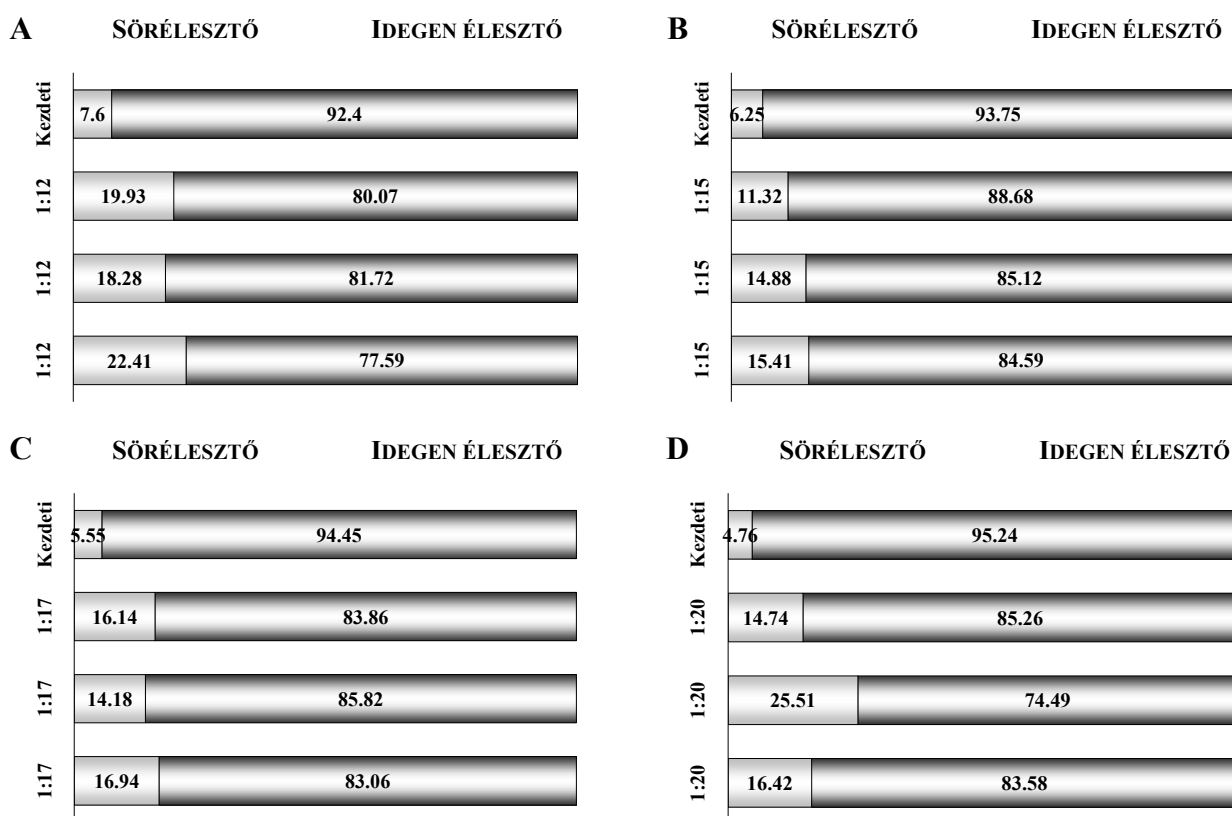 A SÖRÉLESZTŐ IDEGEN ÉLESZTŐ
Kezdeti 7.6 92.4
1:12 19.93 80.07
1:12 18.28 81.72
1:12 22.41 77.59
B SÖRÉLESZTŐ IDEGEN ÉLESZTŐ
Kezdeti 6.25 93.75
1:15 11.32 88.68
1:15 14.88 85.12
1:15 15.41 84.59
C SÖRÉLESZTŐ IDEGEN ÉLESZTŐ
Kezdeti 5.55 94.45
1:17 16.14 83.86
1:17 14.18 85.82
1:17 16.94 83.06
D SÖRÉLESZTŐ IDEGEN ÉLESZTŐ
Kezdeti 4.76 95.24
1:20 14.74 85.26
1:20 25.51 74.49
1:20 16.42 83.58